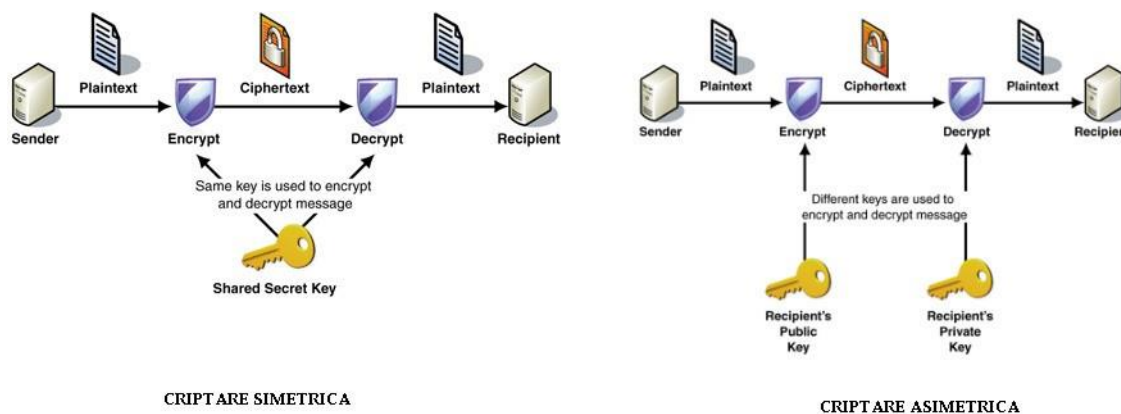 Plaintext
Ciphertext
Plaintext
Sender
Encrypt
Decrypt
Recipient
Same key is used to encrypt
and decrypt message
Shared Secret Key
CRIPTARE SIMETRICA
Plaintext
Ciphertext
Plaintext
Sender
Encrypt
Decrypt
Recipient
Different keys are used to
encrypt and decrypt message
Recipient's
Public
Key
Recipient's
Private
Key
CRIPTARE ASIMETRICA